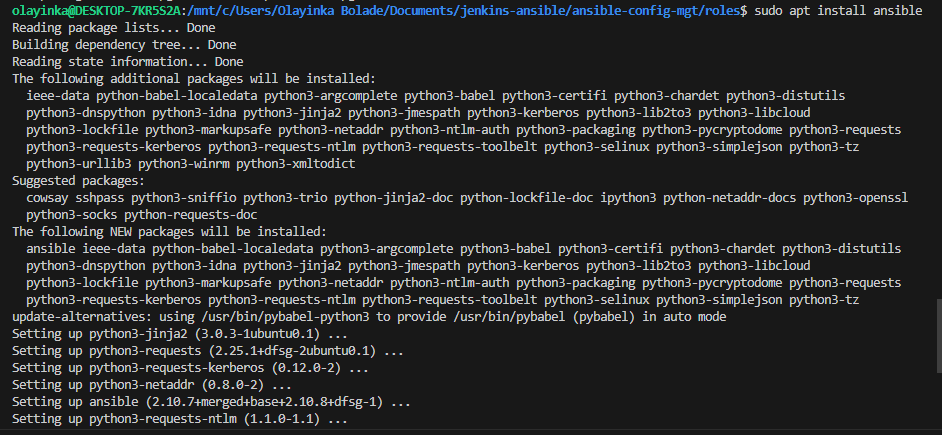 olayinka@DESKTOP-7KR5S2A:/mnt/c/Users/Olayinka Bolade/Documents/jenkins-ansible/ansible-config-mgt/roles$ sudo apt install ansible
Reading package lists... Done
Building dependency tree... Done
Reading state information... Done
The following additional packages will be installed:
  ieee-data python-babel-localedata python3-argcomplete python3-babel python3-certifi python3-chardet python3-distutils
  python3-dnspython python3-idna python3-jinja2 python3-jmespath python3-kerberos python3-lib2to3 python3-libcloud
  python3-lockfile python3-markupsafe python3-netaddr python3-ntlm-auth python3-packaging python3-pycryptodome python3-requests
  python3-requests-kerberos python3-requests-ntlm python3-requests-toolbelt python3-selinux python3-simplejson python3-tz
  python3-urllib3 python3-winrm python3-xmltodict
Suggested packages:
  cowsay sshpass python3-sniffio python3-trio python-jinja2-doc python-lockfile-doc ipython3 python-netaddr-docs python3-openssl
  python3-socks python-requests-doc
The following NEW packages will be installed:
  ansible ieee-data python-babel-localedata python3-argcomplete python3-babel python3-certifi python3-chardet python3-distutils
  python3-dnspython python3-idna python3-jinja2 python3-jmespath python3-kerberos python3-lib2to3 python3-libcloud
  python3-lockfile python3-markupsafe python3-netaddr python3-ntlm-auth python3-packaging python3-pycryptodome python3-requests
  python3-requests-kerberos python3-requests-ntlm python3-requests-toolbelt python3-selinux python3-simplejson python3-tz
update-alternatives: using /usr/bin/pybabel-python3 to provide /usr/bin/pybabel (pybabel) in auto mode
Setting up python3-jinja2 (3.0.3-1ubuntu0.1) ...
Setting up python3-requests (2.25.1+dfsg-2ubuntu0.1) ...
Setting up python3-requests-kerberos (0.12.0-2) ...
Setting up python3-netaddr (0.8.0-2) ...
Setting up ansible (2.10.7+merged+base+2.10.8+dfsg-1) ...
Setting up python3-requests-ntlm (1.1.0-1.1) ...